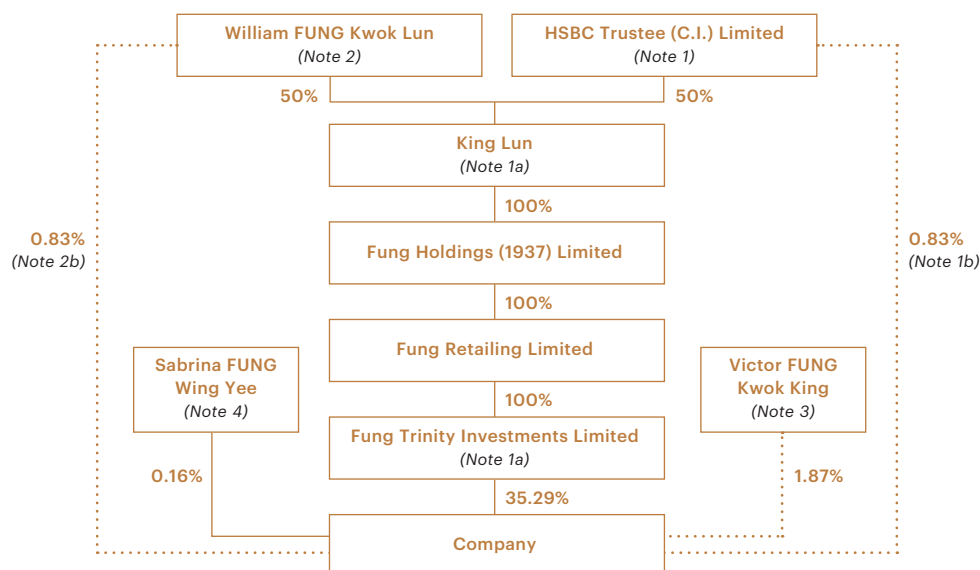 William FUNG Kwok Lun
(Note 2)
HSBC Trustee (C.I.) Limited
(Note 1)
50%
50%
King Lun
(Note 1a)
100%
0.83%
(Note 2b)
Fung Holdings (1937) Limited
0.83%
(Note 1b)
100%
Fung Retailing Limited
Sabrina FUNG
Wing Yee
(Note 4)
Victor FUNG
Kwok King
(Note 3)
100%
Fung Trinity Investments Limited
(Note 1a)
0.16%
1.87%
35.29%
Company